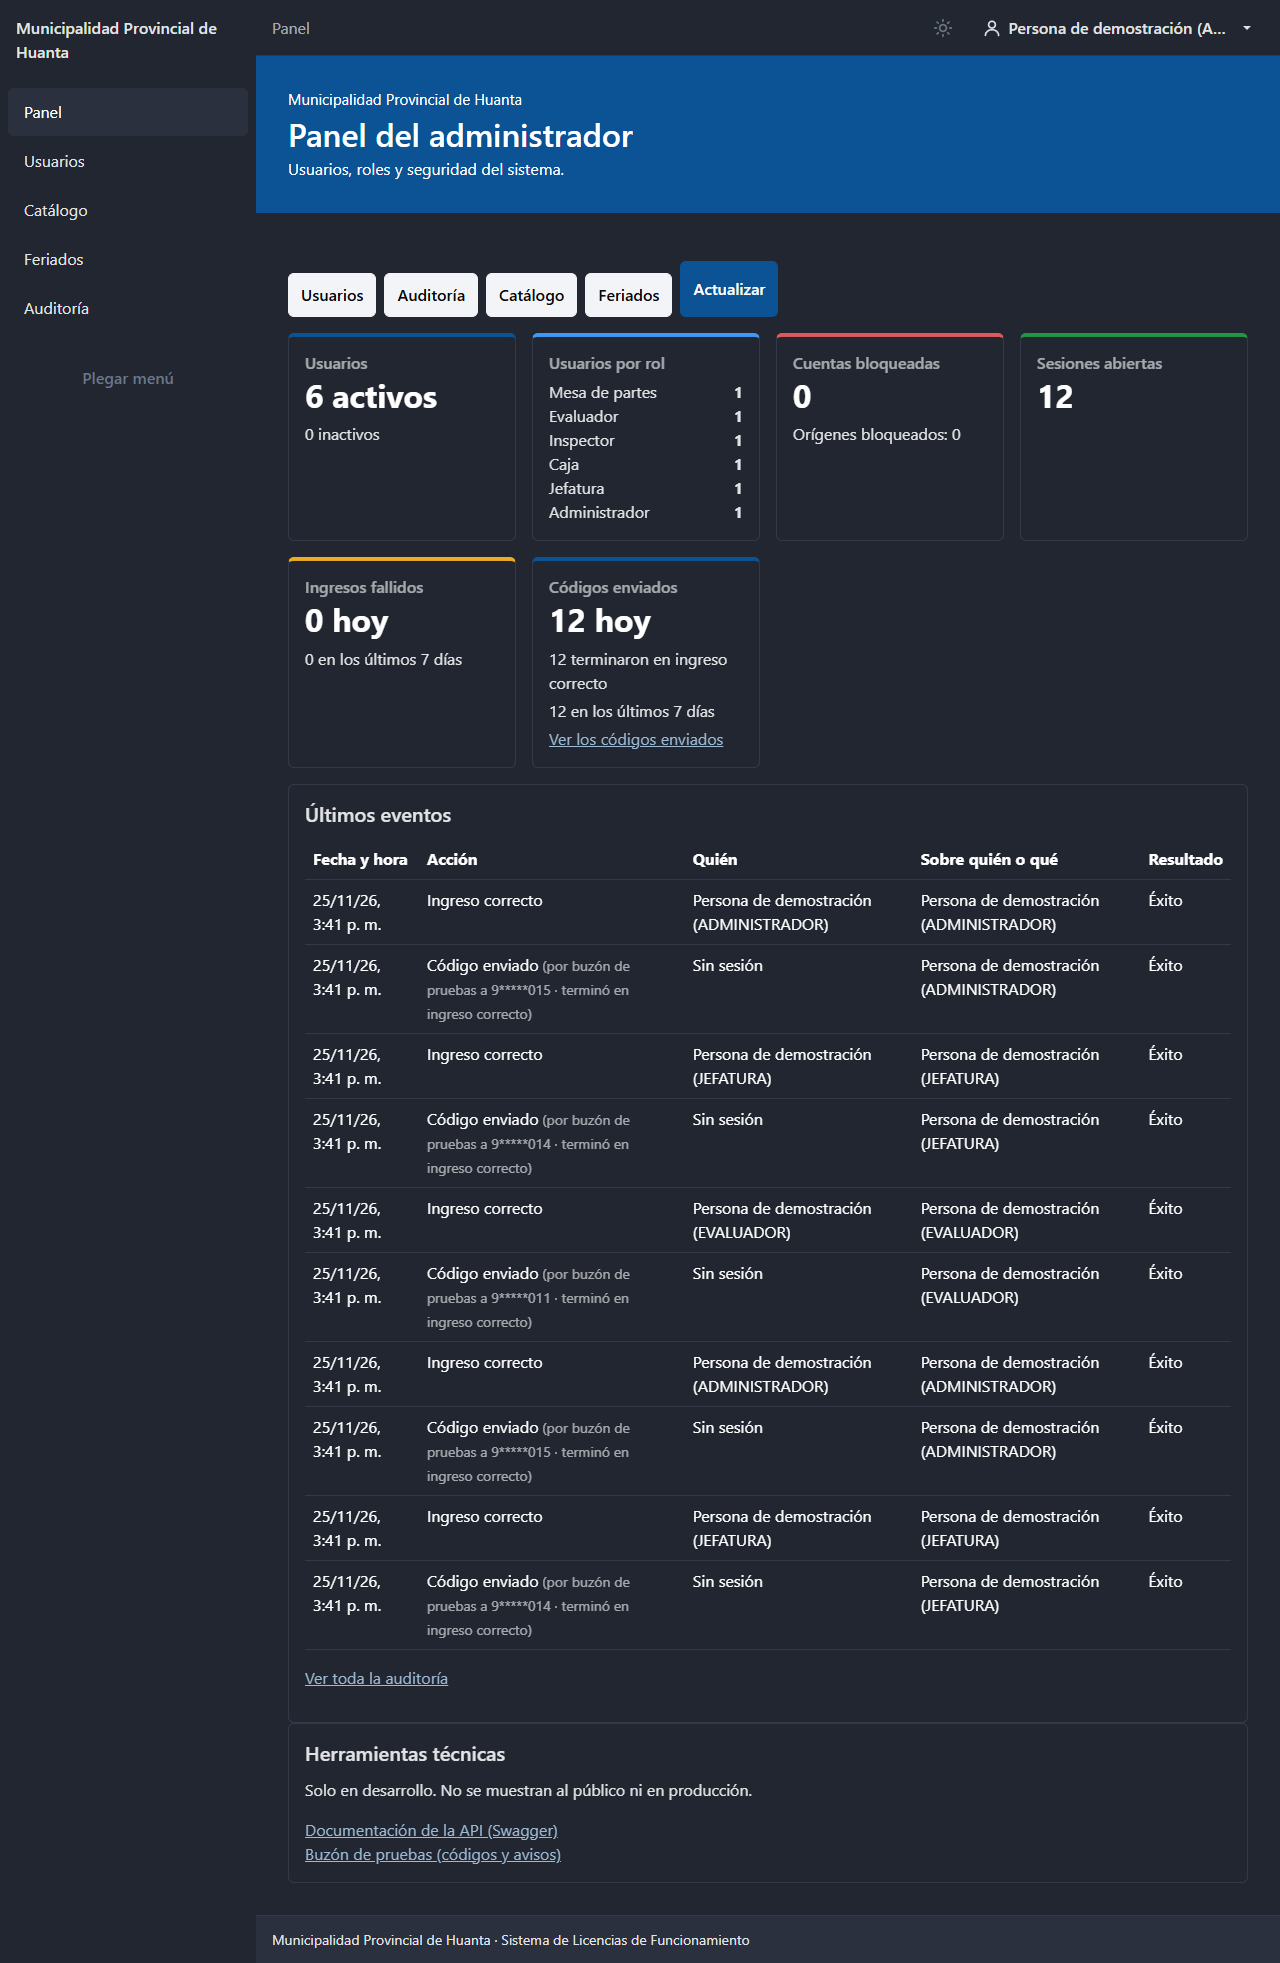 Municipalidad Provincial de
Huanta
Panel
Usuarios
Catálogo
Feriados
Auditoría
Plegar menú
Panel
Persona de demostración (A...
Municipalidad Provincial de Huanta
Panel del administrador
Usuarios, roles y seguridad del sistema.
Usuarios
Auditoría
Catálogo
Feriados
Actualizar
Usuarios
6 activos
0 inactivos
Usuarios por rol
Mesa de partes 1
Evaluador 1
Inspector 1
Caja 1
Jefatura 1
Administrador 1
Cuentas bloqueadas
0
Orígenes bloqueados: 0
Sesiones abiertas
12
Ingresos fallidos
0 hoy
0 en los últimos 7 días
Códigos enviados
12 hoy
12 terminaron en ingreso
correcto
12 en los últimos 7 días
Ver los códigos enviados
Últimos eventos
Fecha y hora Acción Quién Sobre quién o qué Resultado
25/11/26, Ingreso correcto Persona de demostración Persona de demostración Éxito
3:41 p. m. (ADMINISTRADOR) (ADMINISTRADOR)
25/11/26, Código enviado (por buzón de Sin sesión Persona de demostración Éxito
3:41 p. m. pruebas a 9*****015 · terminó en (ADMINISTRADOR)
ingreso correcto)
25/11/26, Ingreso correcto Persona de demostración Persona de demostración Éxito
3:41 p. m. (JEFATURA) (JEFATURA)
25/11/26, Código enviado (por buzón de Sin sesión Persona de demostración Éxito
3:41 p. m. pruebas a 9*****014 · terminó en (JEFATURA)
ingreso correcto)
25/11/26, Ingreso correcto Persona de demostración Persona de demostración Éxito
3:41 p. m. (EVALUADOR) (EVALUADOR)
25/11/26, Código enviado (por buzón de Sin sesión Persona de demostración Éxito
3:41 p. m. pruebas a 9*****011 · terminó en (EVALUADOR)
ingreso correcto)
25/11/26, Ingreso correcto Persona de demostración Persona de demostración Éxito
3:41 p. m. (ADMINISTRADOR) (ADMINISTRADOR)
25/11/26, Código enviado (por buzón de Sin sesión Persona de demostración Éxito
3:41 p. m. pruebas a 9*****015 · terminó en (ADMINISTRADOR)
ingreso correcto)
25/11/26, Ingreso correcto Persona de demostración Persona de demostración Éxito
3:41 p. m. (JEFATURA) (JEFATURA)
25/11/26, Código enviado (por buzón de Sin sesión Persona de demostración Éxito
3:41 p. m. pruebas a 9*****014 · terminó en (JEFATURA)
ingreso correcto)
Ver toda la auditoría
Herramientas técnicas
Solo en desarrollo. No se muestran al público ni en producción.
Documentación de la API (Swagger)
Buzón de pruebas (códigos y avisos)
Municipalidad Provincial de Huanta · Sistema de Licencias de Funcionamiento